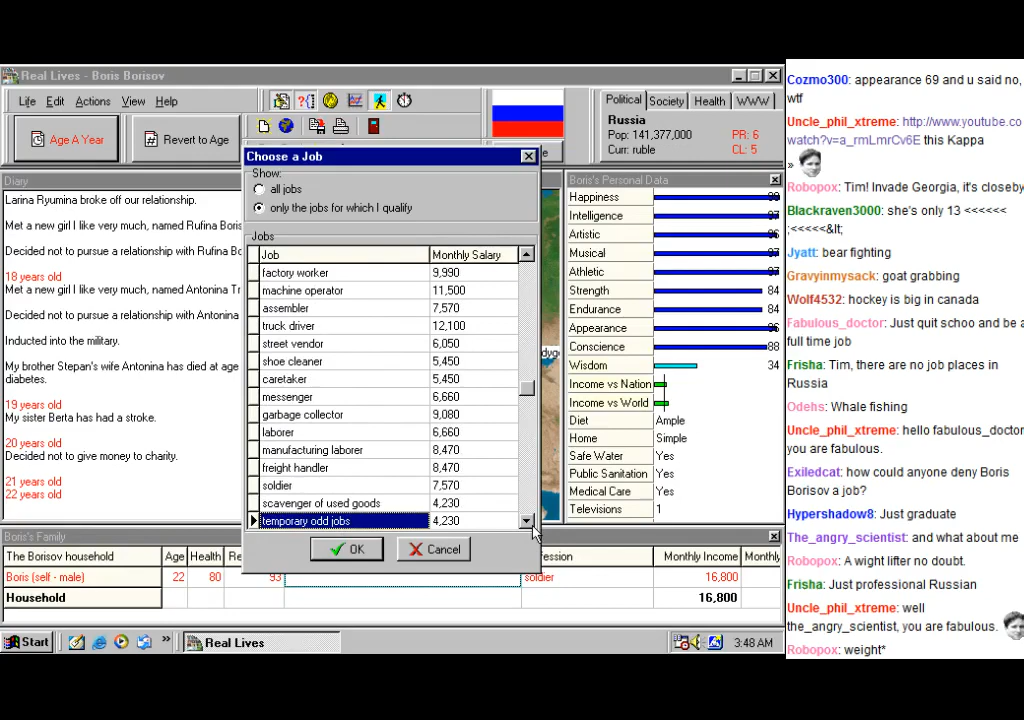 Real Lives - Boris Borisov
Life Edit Actions View Help
Age A Year
Revert to Age
Political Society Health WWW
Russia
Pop: 141,377,000 PR: 6
Curr: ruble CL: 5
Diary
Larina Ryumina broke off our relationship.
Met a new girl I like very much, named Rufina Bori
Decided not to pursue a relationship with Rufina Bo
18 years old
Met a new girl I like very much, named Antonina Tr
Decided not to pursue a relationship with Antonina
Inducted into the military.
My brother Stepan's wife Antonina has died at age
diabetes.
19 years old
My sister Berta has had a stroke.
20 years old
Decided not to give money to charity.
21 years old
22 years old
Choose a Job
Show:
all jobs
only the jobs for which I qualify
Jobs
Job Monthly Salary
factory worker 9,990
machine operator 11,500
assembler 7,570
truck driver 12,100
street vendor 6,050
shoe cleaner 5,450
caretaker 5,450
messenger 6,660
garbage collector 9,080
laborer 6,660
manufacturing laborer 8,470
freight handler 8,470
soldier 7,570
scavenger of used goods 4,230
temporary odd jobs 4,230
OK Cancel
Boris's Personal Data
Happiness
Intelligence
Artistic
Musical
Athletic
Strength 84
Endurance 84
Appearance
Conscience 88
Wisdom 34
Income vs Nation
Income vs World
Diet Ample
Home Simple
Safe Water Yes
Public Sanitation Yes
Medical Care Yes
Televisions 1
Boris's Family
The Borisov household Age Health Re ession Monthly Income Monthly
Boris (self - male) 22 80 93 soldier 16,800
Household 16,800
Start
»
Real Lives
3:48 AM
Cozmo300: appearance 69 and u said no,
wtf
Uncle_phil_xtreme: http://www.youtube.co
watch?v=a_rmLmrCv6E this Kappa
»
Robopox: Tim! Invade Georgia, it's closeby
Blackraven3000: she's only 13 <<<<<<
;<<<<<&lt;
Jyatt: bear fighting
Gravyinmysack: goat grabbing
Wolf4532: hockey is big in canada
Fabulous_doctor: Just quit schoo and be a
full time job
Frisha: Tim, there are no job places in
Russia
Odehs: Whale fishing
Uncle_phil_xtreme: hello fabulous_doctor
you are fabulous.
Exiledcat: how could anyone deny Boris
Borisov a job?
Hypershadow8: Just graduate
The_angry_scientist: and what about me
Robopox: A wight lifter no doubt.
Frisha: Just professional Russian
Uncle_phil_xtreme: well
the_angry_scientist, you are fabulous.
Robopox: weight*